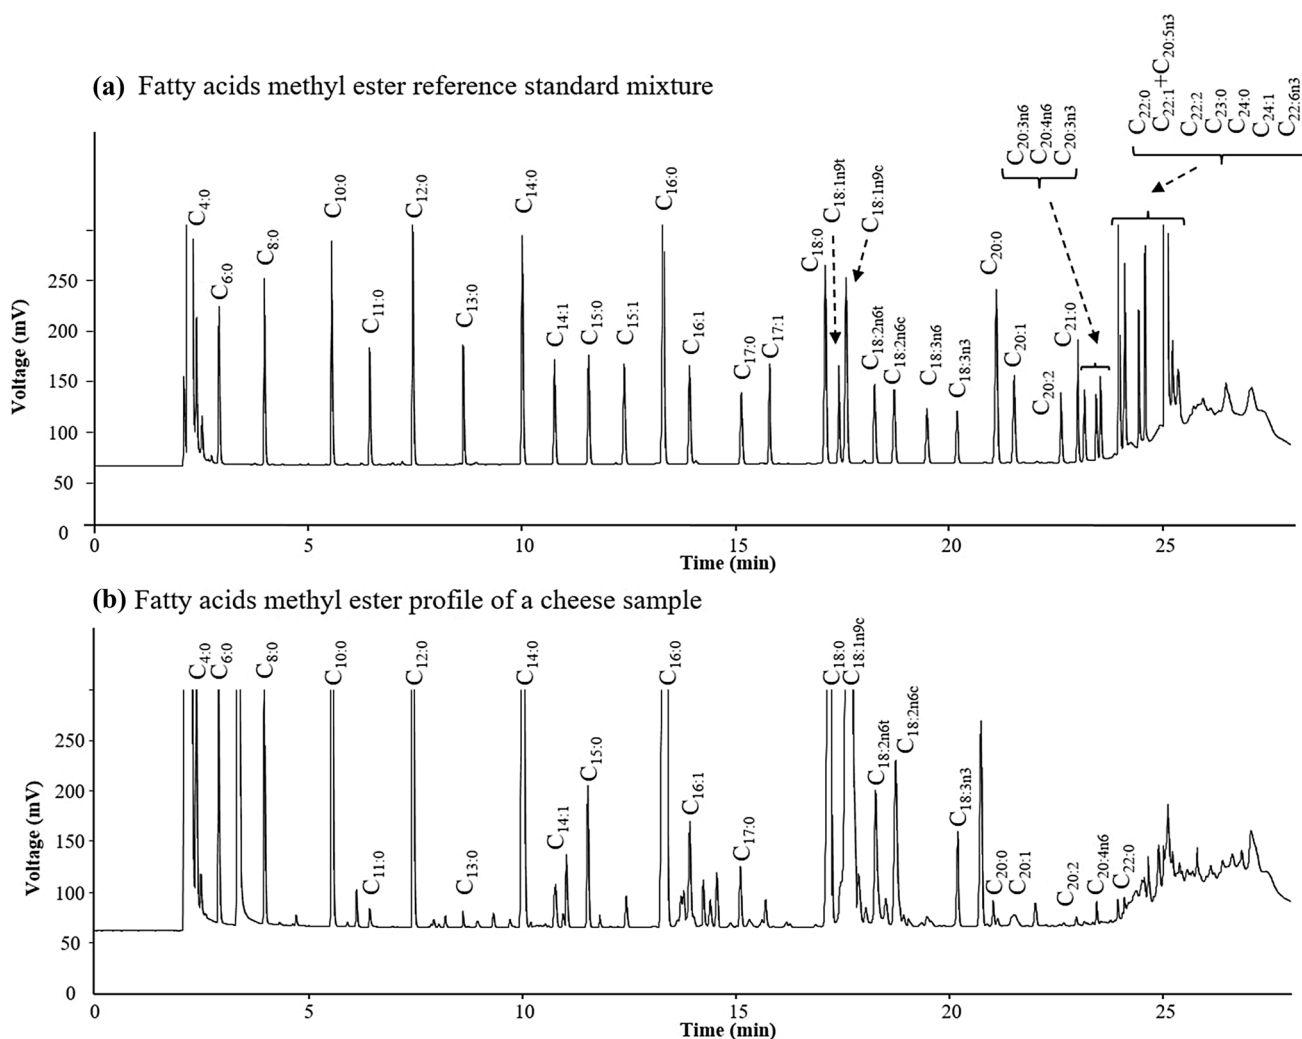 (a) Fatty acids methyl ester reference standard mixture
C22:0
C22:1+C20:5n3
C22:2
C23:0
C24:0
C24:1
C22:6n3
C20:3n6
C20:4n6
C20:3n3
C4:0
C6:0
C8:0
C10:0
C11:0
C12:0
C13:0
C14:0
C14:1
C15:0
C15:1
C16:0
C16:1
C17:0
C17:1
C18:0
C18:1n9t
C18:1n9c
C18:2n6t
C18:2n6c
C18:3n6
C18:3n3
C20:0
C20:1
C20:2
C21:0
Voltage (mV)
250
200
150
100
50
0
0 5 10 15 20 25
Time (min)
(b) Fatty acids methyl ester profile of a cheese sample
C4:0
C6:0
C8:0
C10:0
C11:0
C12:0
C13:0
C14:0
C14:1
C15:0
C16:0
C16:1
C17:0
C18:0
C18:1n9c
C18:2n6t
C18:2n6c
C18:3n3
C20:0
C20:1
C20:2
C20:4n6
C22:0
Voltage (mV)
250
200
150
100
50
0
0 5 10 15 20 25
Time (min)